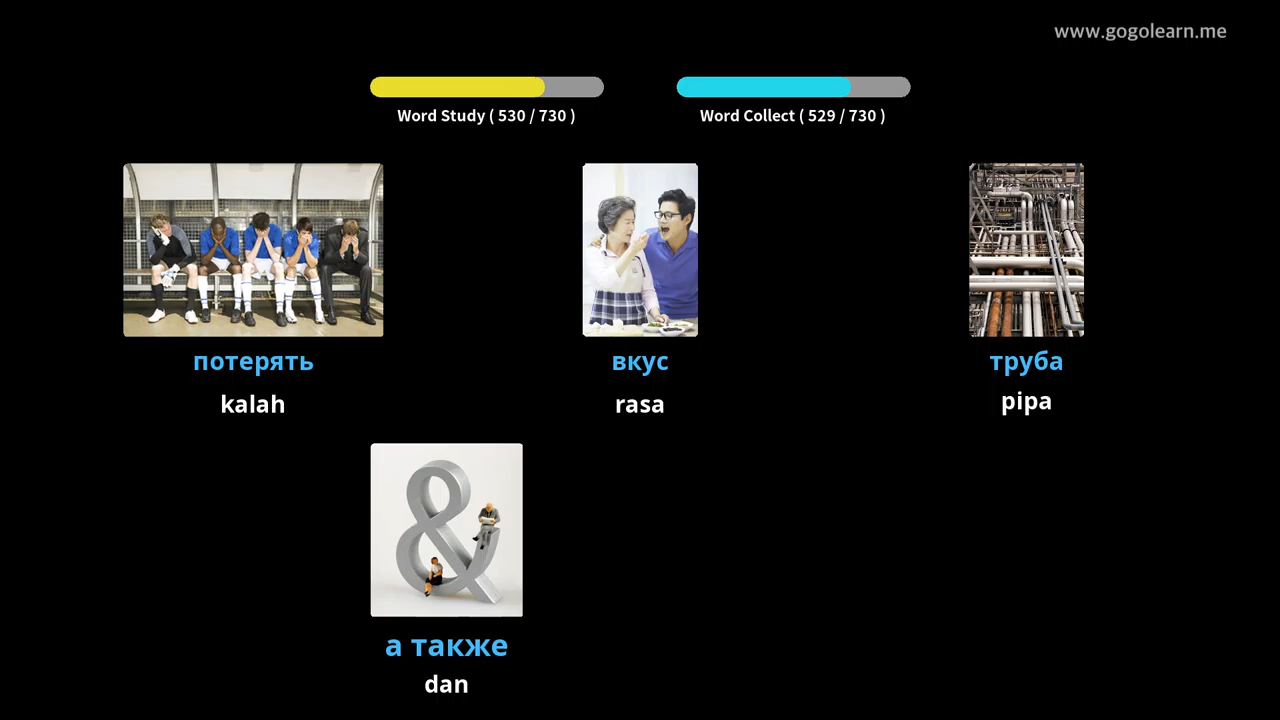 www.gogolearn.me
Word Study ( 530 / 730 )
Word Collect ( 529 / 730 )
потерять
kalah
вкус
rasa
труба
pipa
&
а также
dan